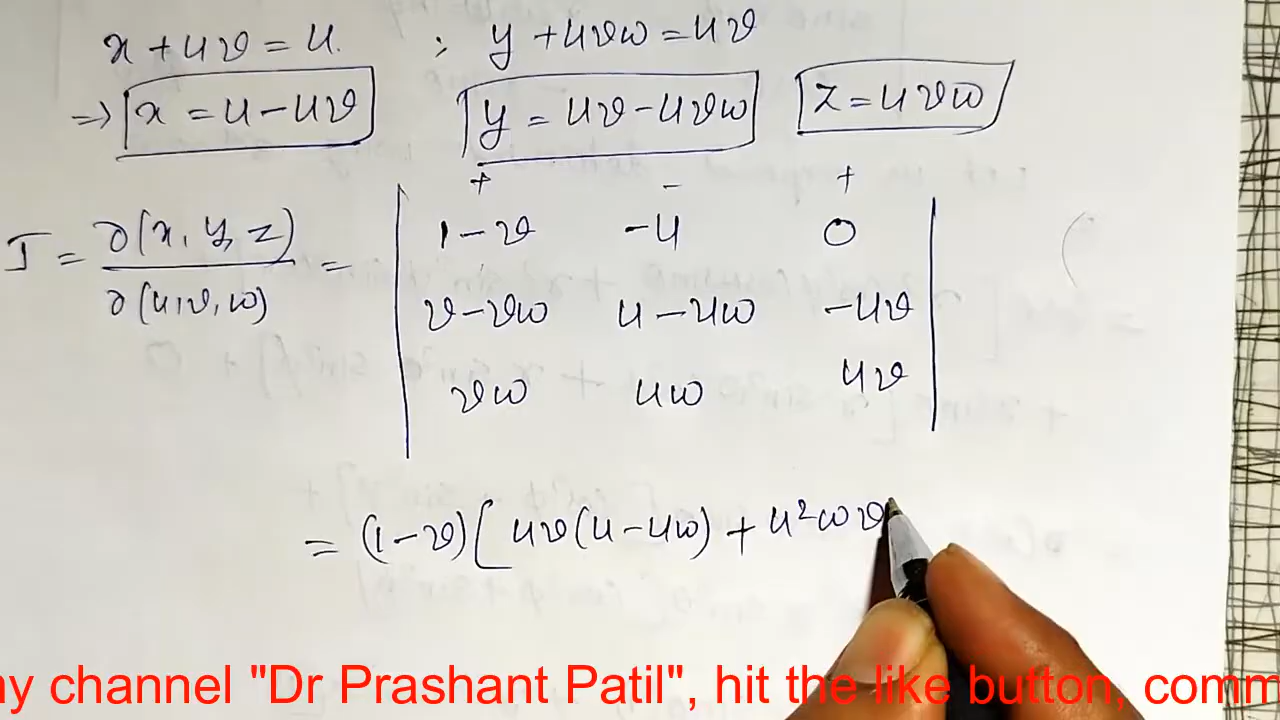 x + uv = u. ; y + uvw = uv
⇒ x = u - uv y = uv - uvw z = uvw
+ - +
J = ∂(x, y, z) / ∂(u, v, w) = | 1-v -u 0 |
| v-vw u-uw -uv |
| vw uw uv |
= (1-v)[ uv(u-uw) + u²wv
ny channel "Dr Prashant Patil", hit the like button, comm